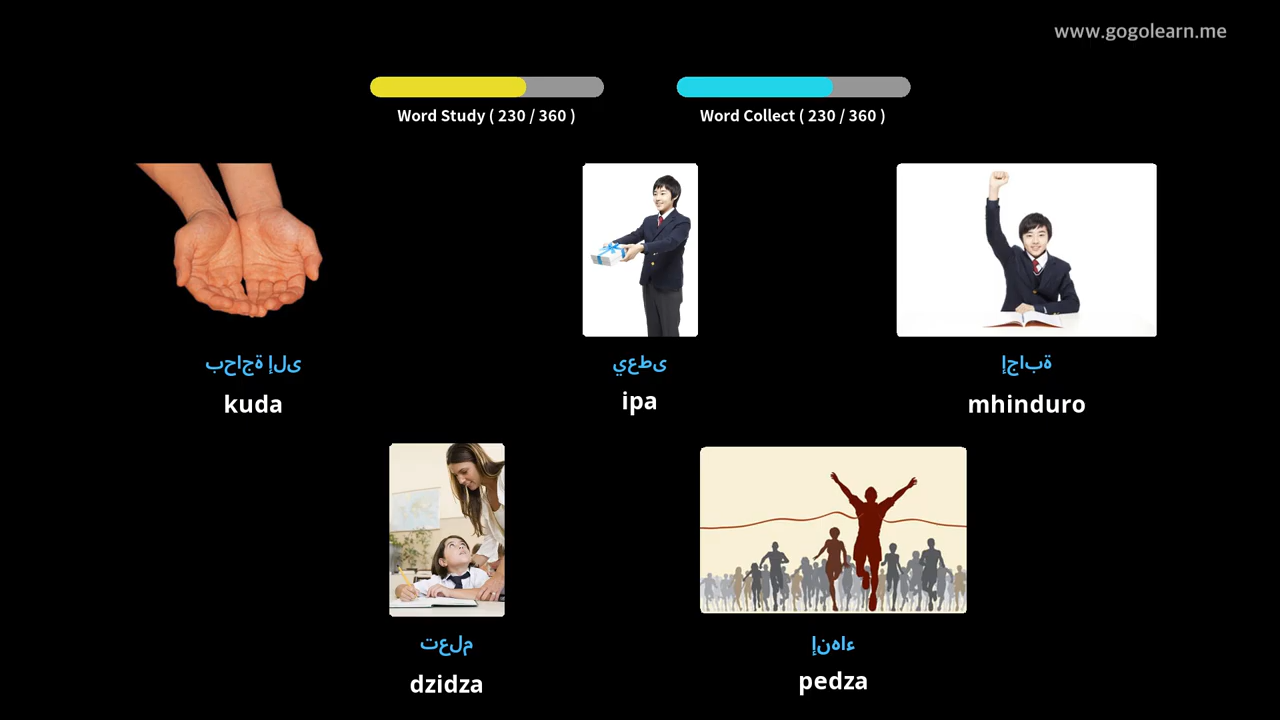 www.gogolearn.me
Word Study ( 230 / 360 )
Word Collect ( 230 / 360 )
بحاجة إلى
يعطى
إجابة
kuda
ipa
mhinduro
تعلم
إنهاء
dzidza
pedza